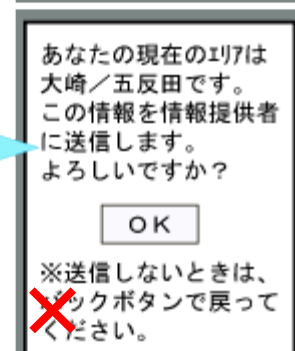 あなたの現在のｴﾘｱは
大崎／五反田です。
この情報を情報提供者
に送信します。
よろしいですか？
ＯＫ
※送信しないときは、
バックボタンで戻って
ください。